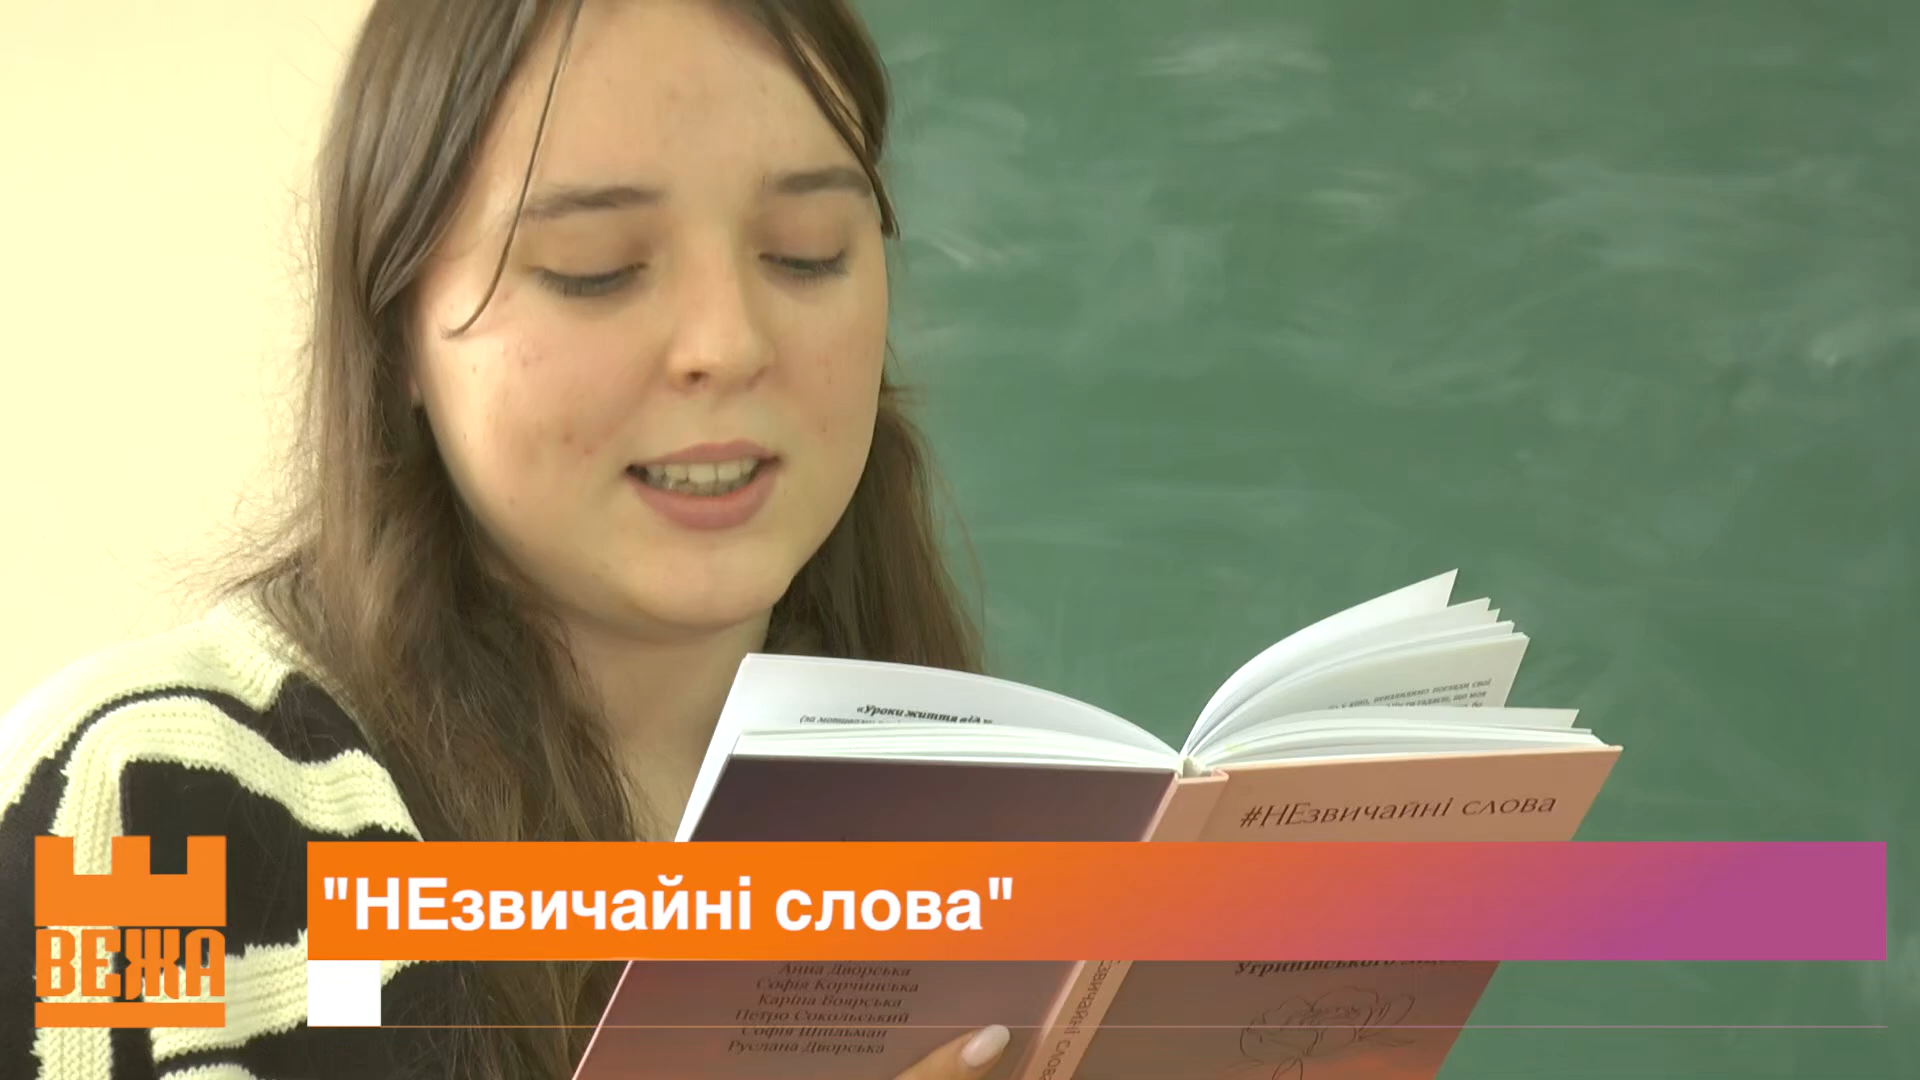 «Уроки життя від
#НЕзвичайні слова
"НЕзвичайні слова"
ВЕЖА
Анна Дворська
Софія Корчинська
Каріна Боярська
Петро Сокольський
Софія Штільман
Руслана Дворська
Угринівського